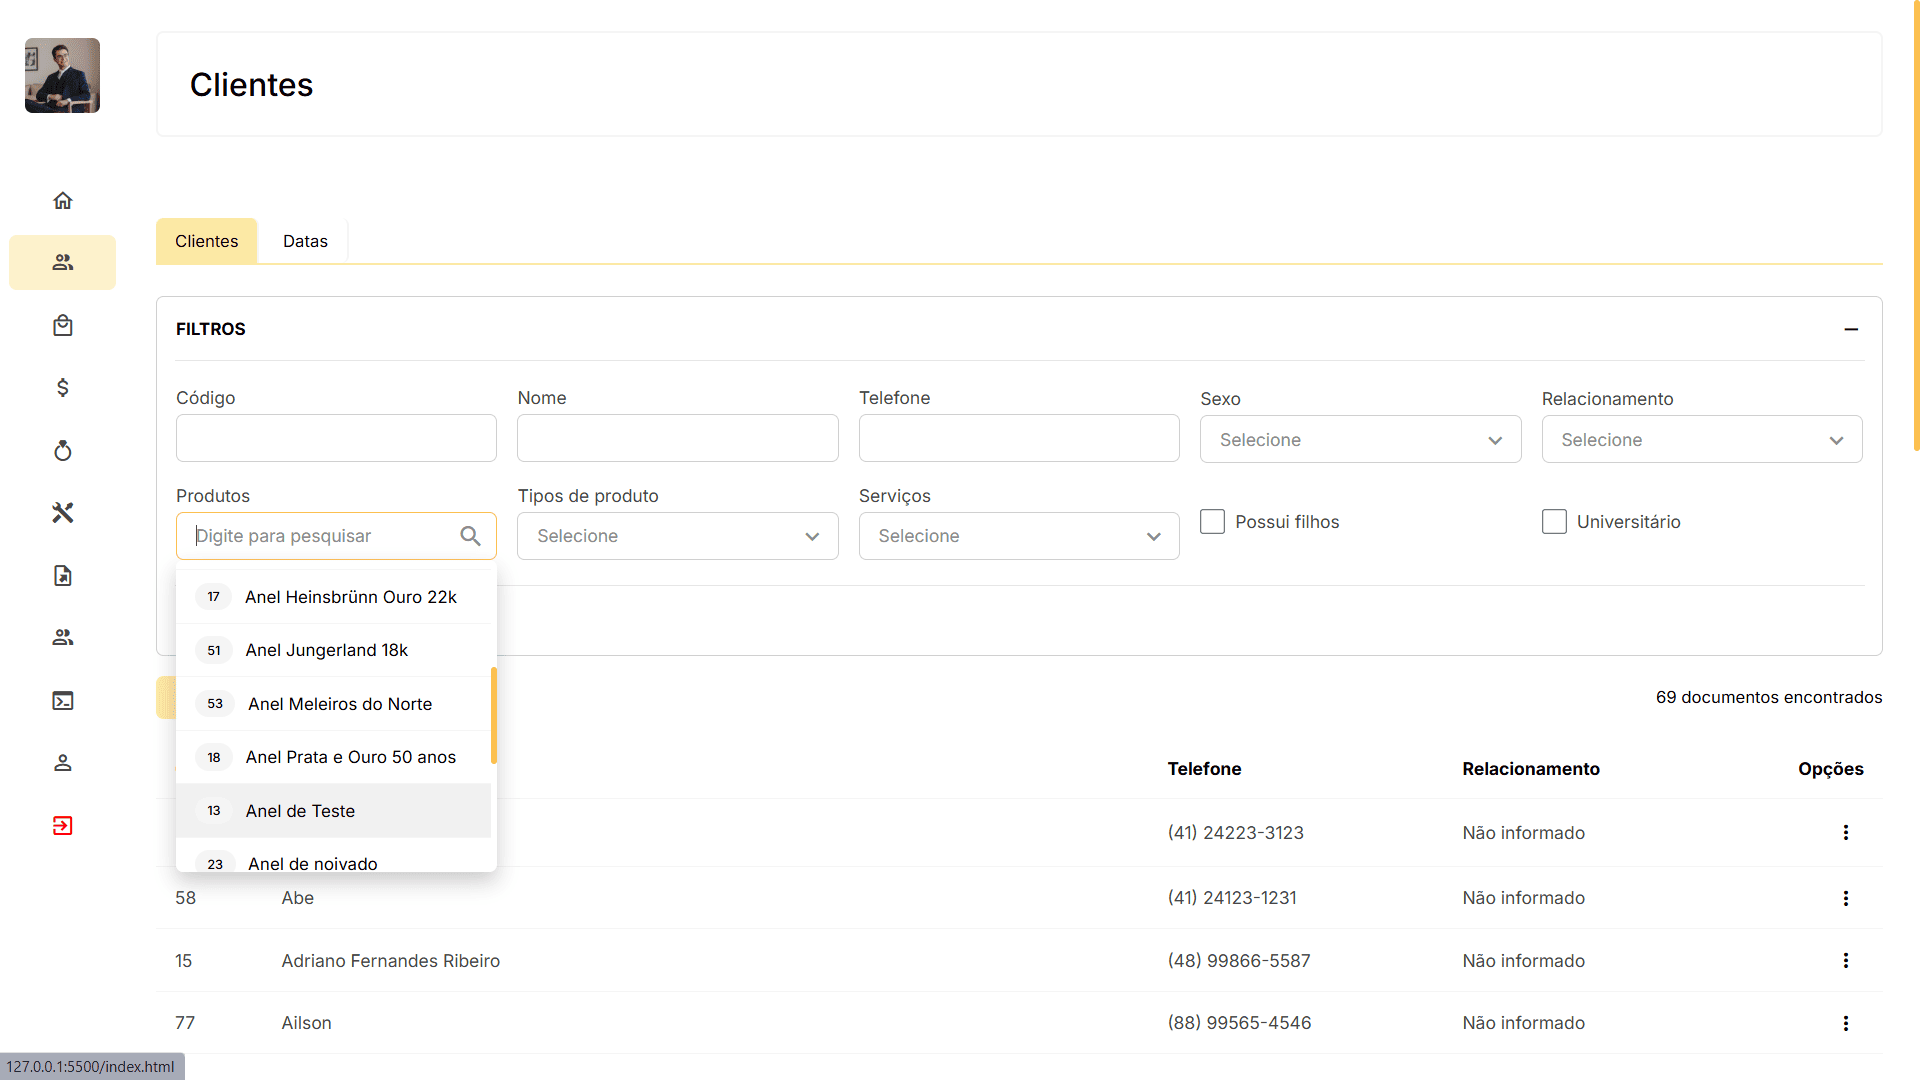 Clientes
Clientes
Datas
FILTROS
Código
Nome
Telefone
Sexo
Relacionamento
Selecione
Selecione
Produtos
Tipos de produto
Serviços
Digite para pesquisar
Selecione
Selecione
Possui filhos
Universitário
17 Anel Heinsbrünn Ouro 22k
51 Anel Jungerland 18k
53 Anel Meleiros do Norte
18 Anel Prata e Ouro 50 anos
13 Anel de Teste
23 Anel de noivado
69 documentos encontrados
Telefone Relacionamento Opções
(41) 24223-3123 Não informado
58 Abe (41) 24123-1231 Não informado
15 Adriano Fernandes Ribeiro (48) 99866-5587 Não informado
77 Ailson (88) 99565-4546 Não informado
127.0.0.1:5500/index.html